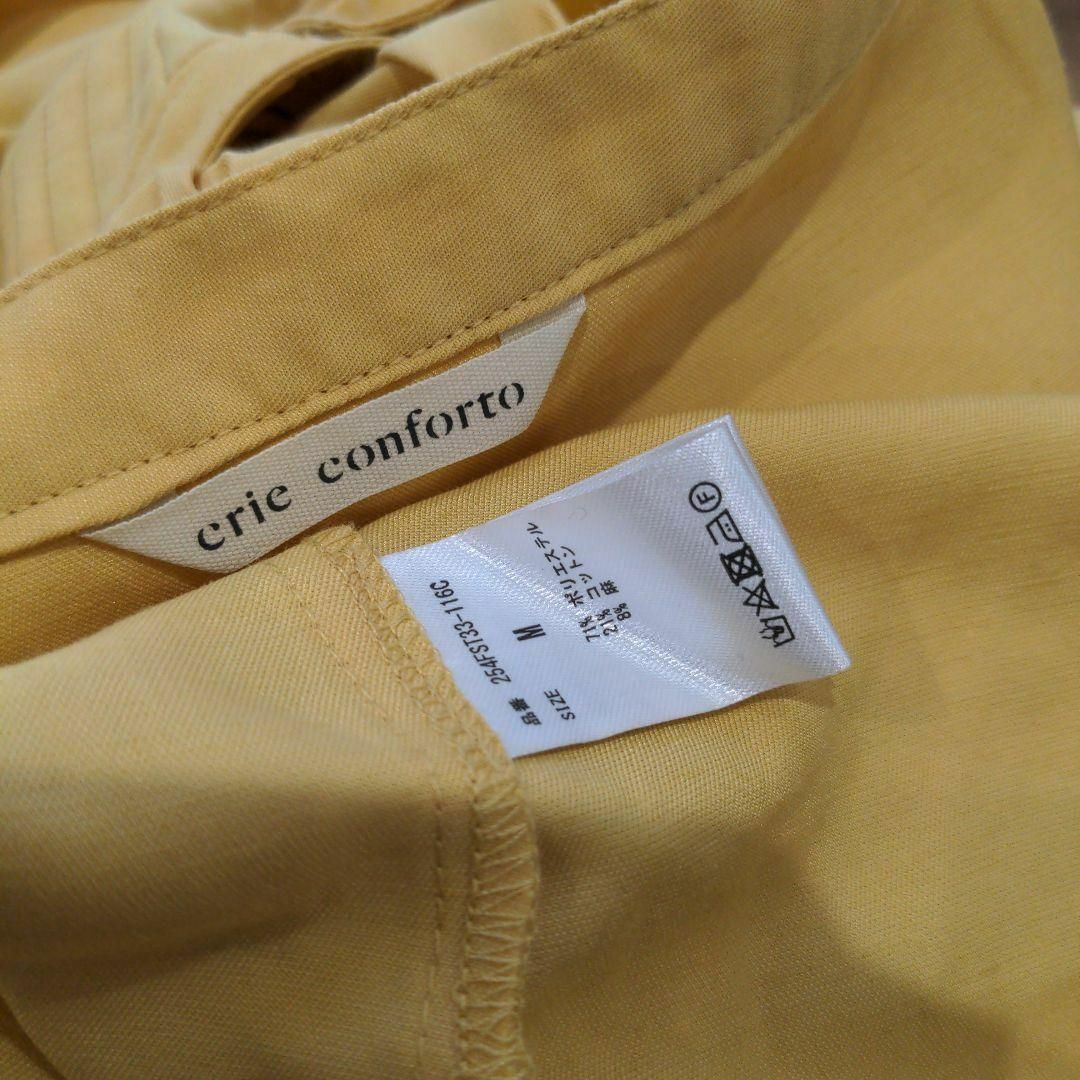 crie conforto
品番 254FST33-116C
SIZE M
71% ポリエステル
21% コットン
8% 麻
F